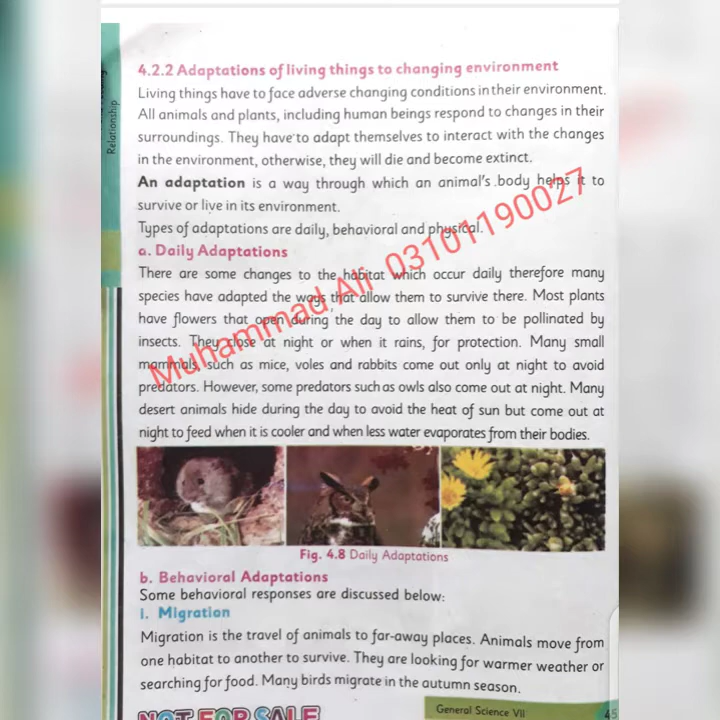 Relationship
4.2.2 Adaptations of living things to changing environment
Living things have to face adverse changing conditions in their environment.
All animals and plants, including human beings respond to changes in their
surroundings. They have to adapt themselves to interact with the changes
in the environment, otherwise, they will die and become extinct.
An adaptation is a way through which an animal's body helps it to
survive or live in its environment.
Types of adaptations are daily, behavioral and physical.
a. Daily Adaptations
There are some changes to the habitat which occur daily therefore many
species have adapted the ways that allow them to survive there. Most plants
have flowers that open during the day to allow them to be pollinated by
insects. They close at night or when it rains, for protection. Many small
mammals, such as mice, voles and rabbits come out only at night to avoid
predators. However, some predators such as owls also come out at night. Many
desert animals hide during the day to avoid the heat of sun but come out at
night to feed when it is cooler and when less water evaporates from their bodies.
Muhammad Ali 03101190027
Fig. 4.8 Daily Adaptations
b. Behavioral Adaptations
Some behavioral responses are discussed below:
i. Migration
Migration is the travel of animals to far-away places. Animals move from
one habitat to another to survive. They are looking for warmer weather or
searching for food. Many birds migrate in the autumn season.
NOT FOR SALE
General Science VII
45